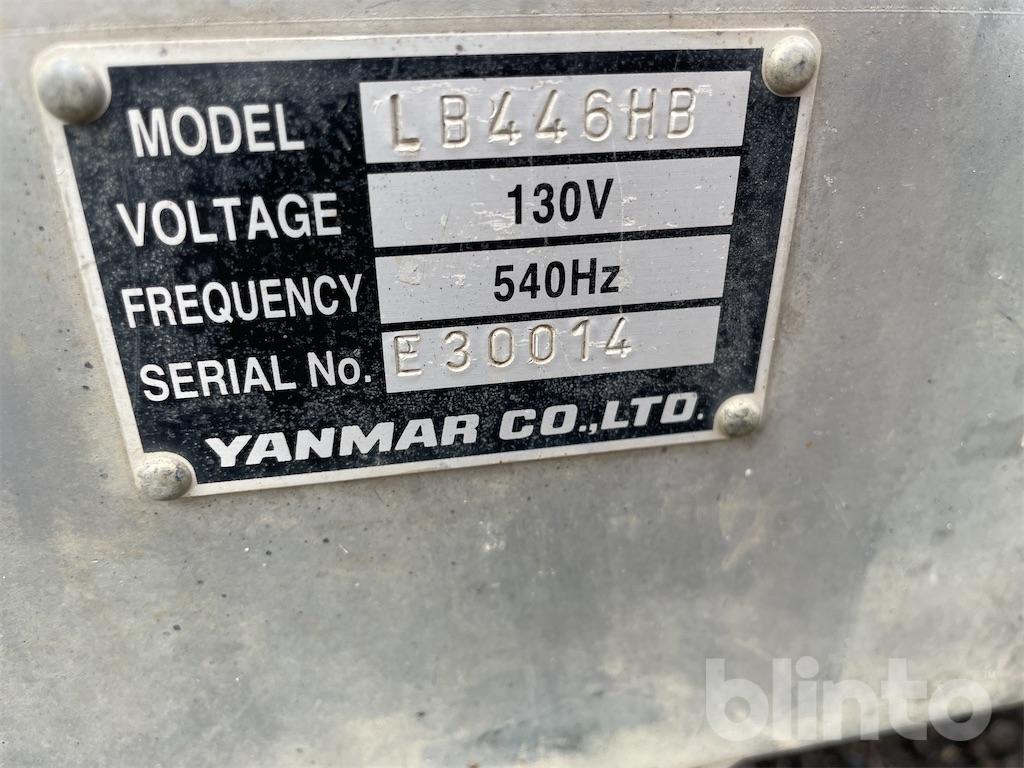 MODEL LB446HB
VOLTAGE 130V
FREQUENCY 540Hz
SERIAL No. E30014
YANMAR CO.,LTD.
blinto